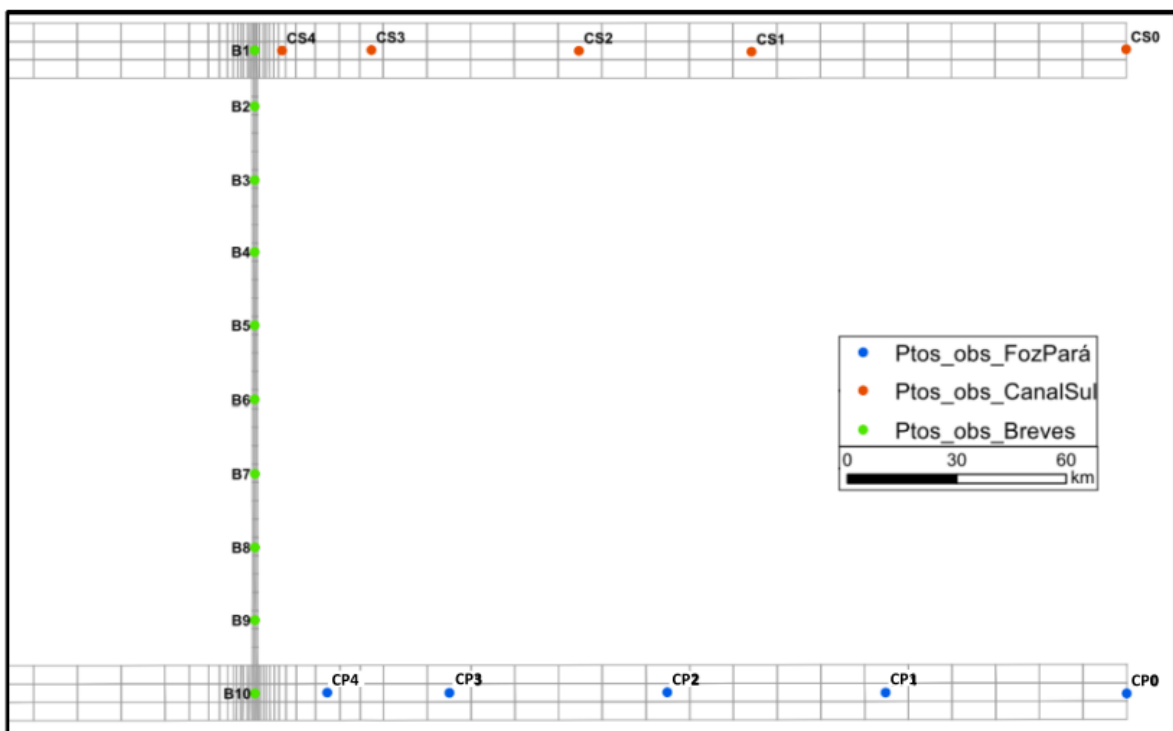 B1 CS4 CS3 CS2 CS1 CS0
B2
B3
B4
B5
B6
B7
B8
B9
B10 CP4 CP3 CP2 CP1 CP0
Ptos_obs_FozPará
Ptos_obs_CanalSul
Ptos_obs_Breves
0 30 60
km